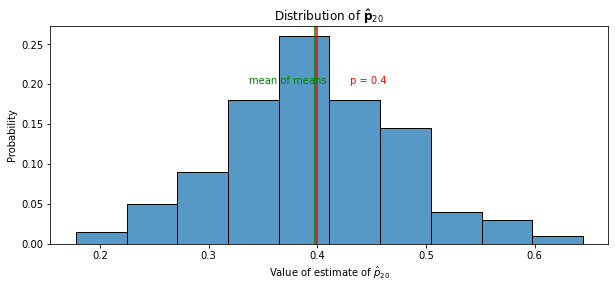 Distribution of p̂₂₀
0.25
0.20
0.15
0.10
0.05
0.00
Probability
mean of means
p = 0.4
0.2 0.3 0.4 0.5 0.6
Value of estimate of p̂₂₀